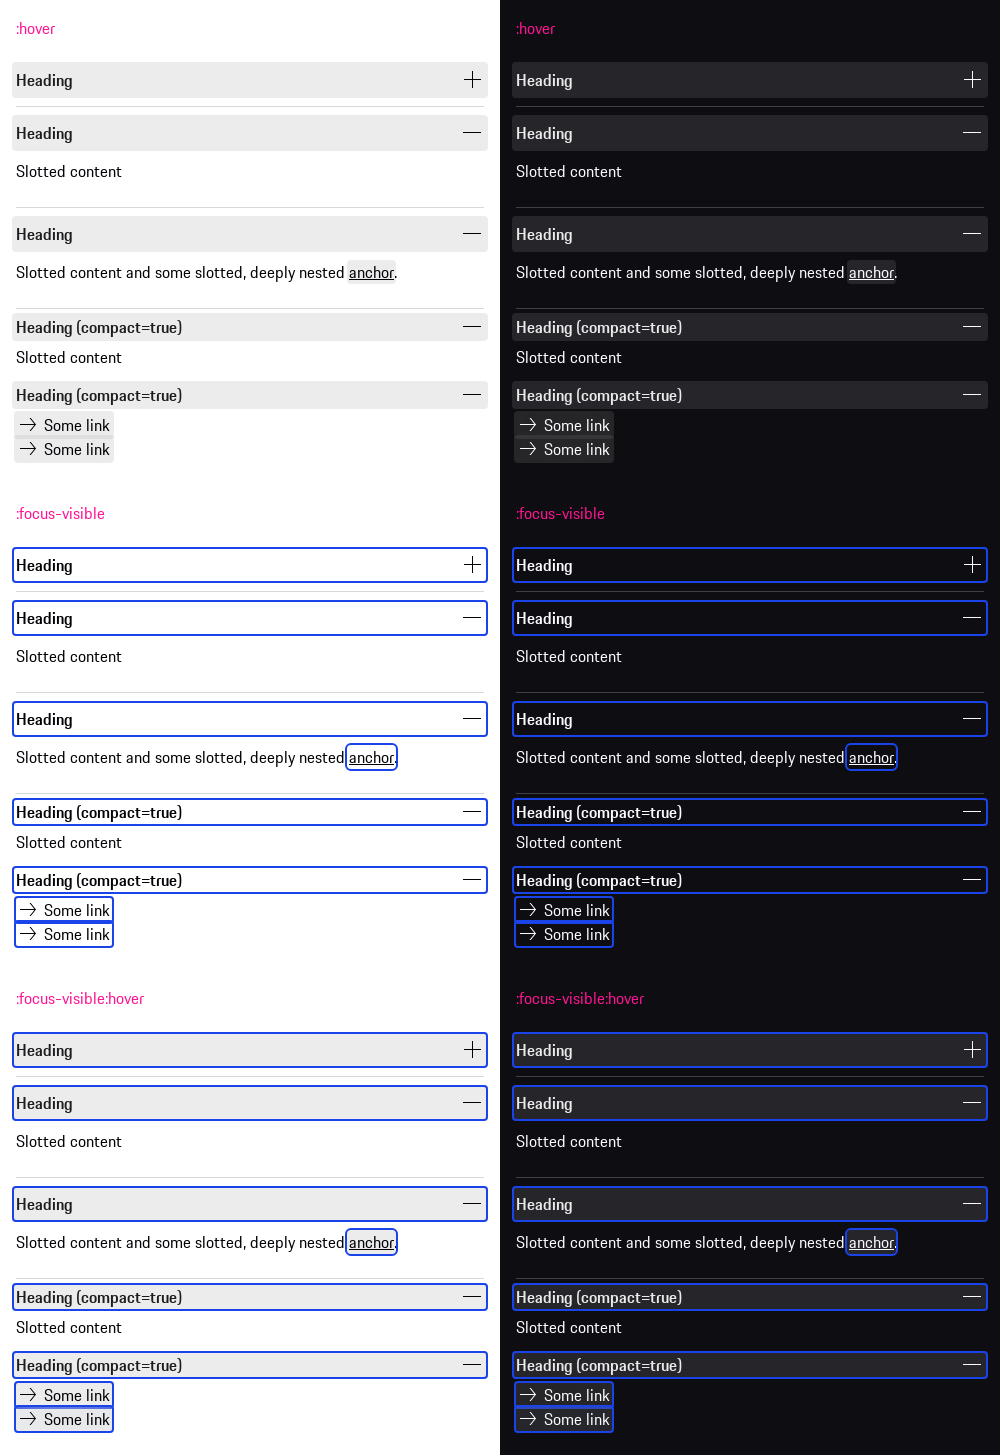 :hover
Heading
Heading
Slotted content
Heading
Slotted content and some slotted, deeply nested anchor.
Heading (compact=true)
Slotted content
Heading (compact=true)
Some link
Some link
:focus-visible
Heading
Heading
Slotted content
Heading
Slotted content and some slotted, deeply nested anchor.
Heading (compact=true)
Slotted content
Heading (compact=true)
Some link
Some link
:focus-visible:hover
Heading
Heading
Slotted content
Heading
Slotted content and some slotted, deeply nested anchor.
Heading (compact=true)
Slotted content
Heading (compact=true)
Some link
Some link
:hover
Heading
Heading
Slotted content
Heading
Slotted content and some slotted, deeply nested anchor.
Heading (compact=true)
Slotted content
Heading (compact=true)
Some link
Some link
:focus-visible
Heading
Heading
Slotted content
Heading
Slotted content and some slotted, deeply nested anchor.
Heading (compact=true)
Slotted content
Heading (compact=true)
Some link
Some link
:focus-visible:hover
Heading
Heading
Slotted content
Heading
Slotted content and some slotted, deeply nested anchor.
Heading (compact=true)
Slotted content
Heading (compact=true)
Some link
Some link